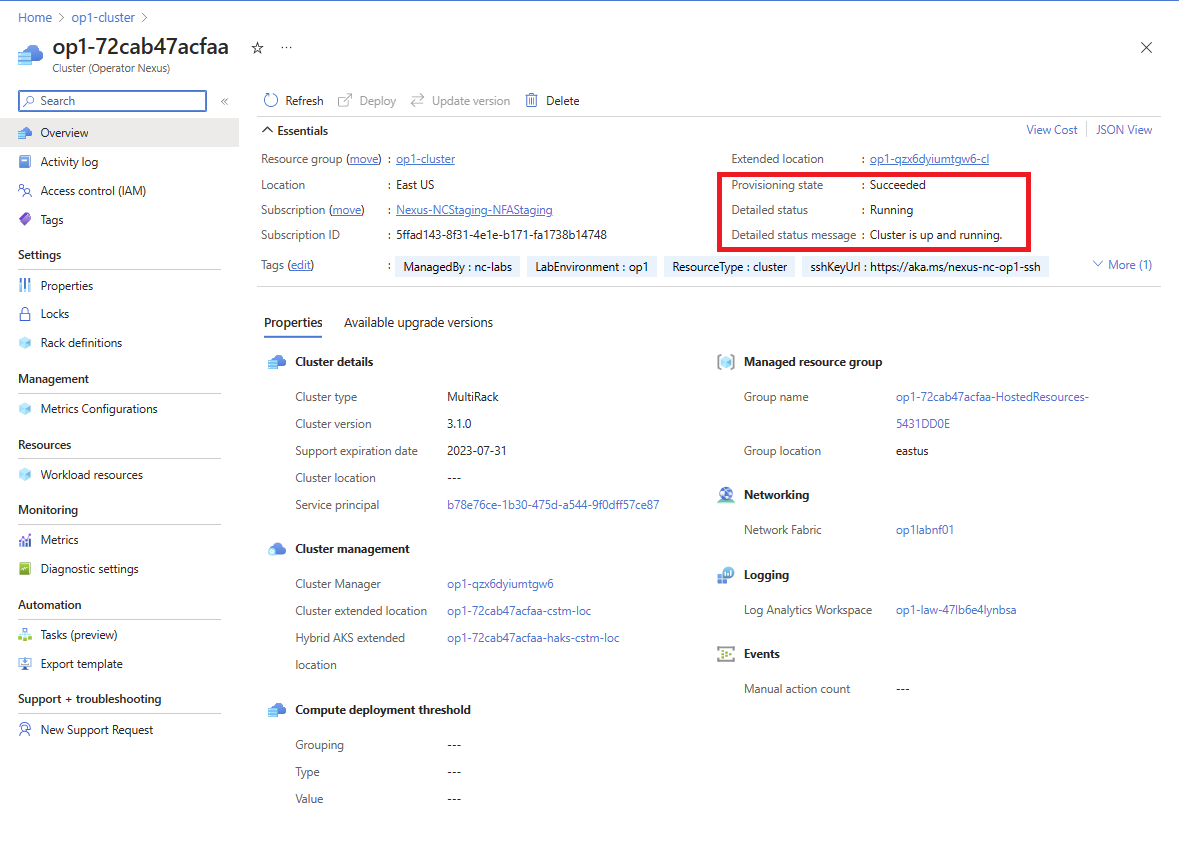 Home > op1-cluster >
op1-72cab47acfaa
Cluster (Operator Nexus)
Search
Overview
Activity log
Access control (IAM)
Tags
Settings
Properties
Locks
Rack definitions
Management
Metrics Configurations
Resources
Workload resources
Monitoring
Metrics
Diagnostic settings
Automation
Tasks (preview)
Export template
Support + troubleshooting
New Support Request
Refresh Deploy Update version Delete
Essentials
View Cost JSON View
Resource group (move) : op1-cluster
Location : East US
Subscription (move) : Nexus-NCStaging-NFAStaging
Subscription ID : 5ffad143-8f31-4e1e-b171-fa1738b14748
Extended location : op1-qzx6dyiumtgw6-cl
Provisioning state : Succeeded
Detailed status : Running
Detailed status message : Cluster is up and running.
Tags (edit) : ManagedBy : nc-labs LabEnvironment : op1 ResourceType : cluster sshKeyUrl : https://aka.ms/nexus-nc-op1-ssh More (1)
Properties Available upgrade versions
Cluster details
Cluster type MultiRack
Cluster version 3.1.0
Support expiration date 2023-07-31
Cluster location ---
Service principal b78e76ce-1b30-475d-a544-9f0dff57ce87
Cluster management
Cluster Manager op1-qzx6dyiumtgw6
Cluster extended location op1-72cab47acfaa-cstm-loc
Hybrid AKS extended op1-72cab47acfaa-haks-cstm-loc
location
Compute deployment threshold
Grouping ---
Type ---
Value ---
Managed resource group
Group name op1-72cab47acfaa-HostedResources-
5431DD0E
Group location eastus
Networking
Network Fabric op1labnf01
Logging
Log Analytics Workspace op1-law-47lb6e4lynbsa
Events
Manual action count ---